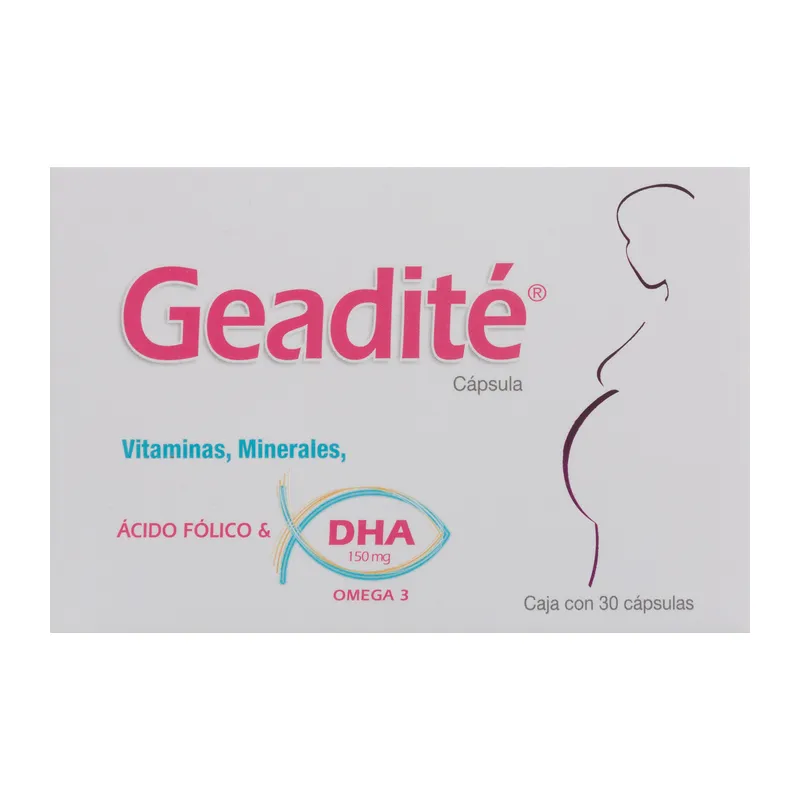 Geadité®
Cápsula
Vitaminas, Minerales,
ÁCIDO FÓLICO & DHA
150 mg
OMEGA 3
Caja con 30 cápsulas